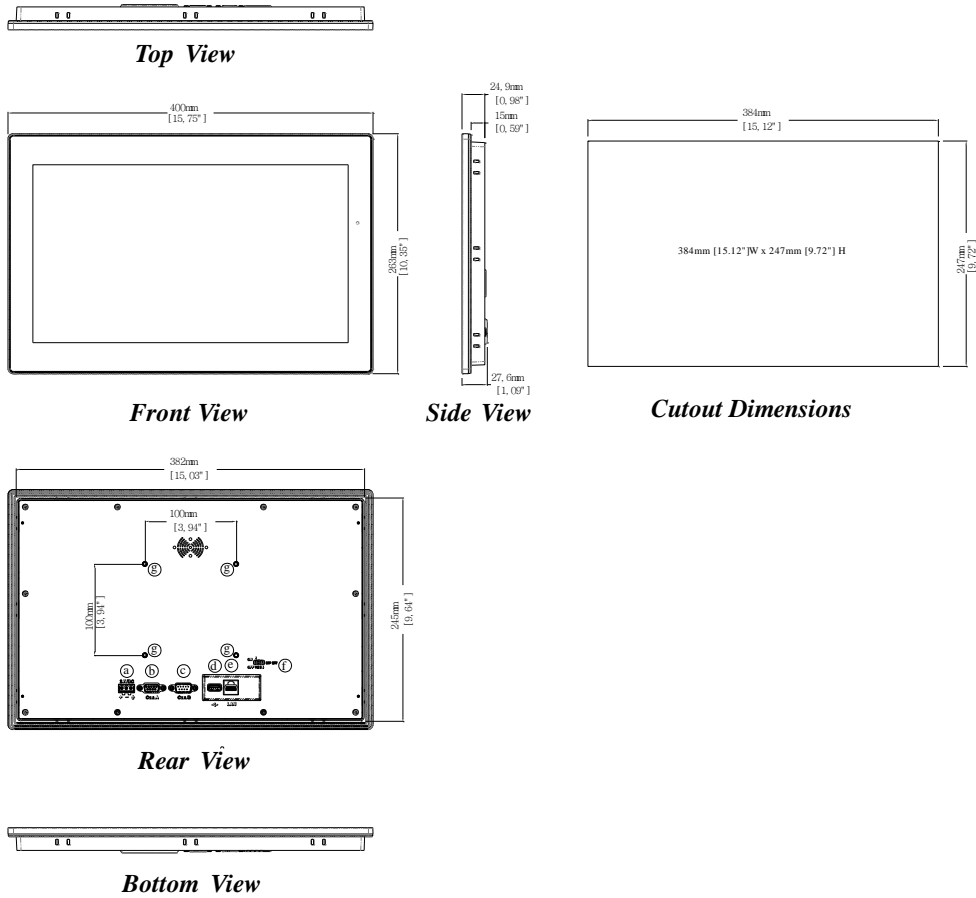 Top View
400mm
[15,75"]
263mm
[10,35"]
Front View
24,9mm
[0,98"]
15mm
[0,59"]
27,6mm
[1,09"]
Side View
384mm
[15,12"]
384mm [15.12"]W x 247mm [9.72"] H
247mm
[9,72"]
Cutout Dimensions
382mm
[15,03"]
100mm
[3,94"]
100mm
[3,94"]
245mm
[9,64"]
g
g
g
g
a
b
c
d
e
f
Rear View
Bottom View